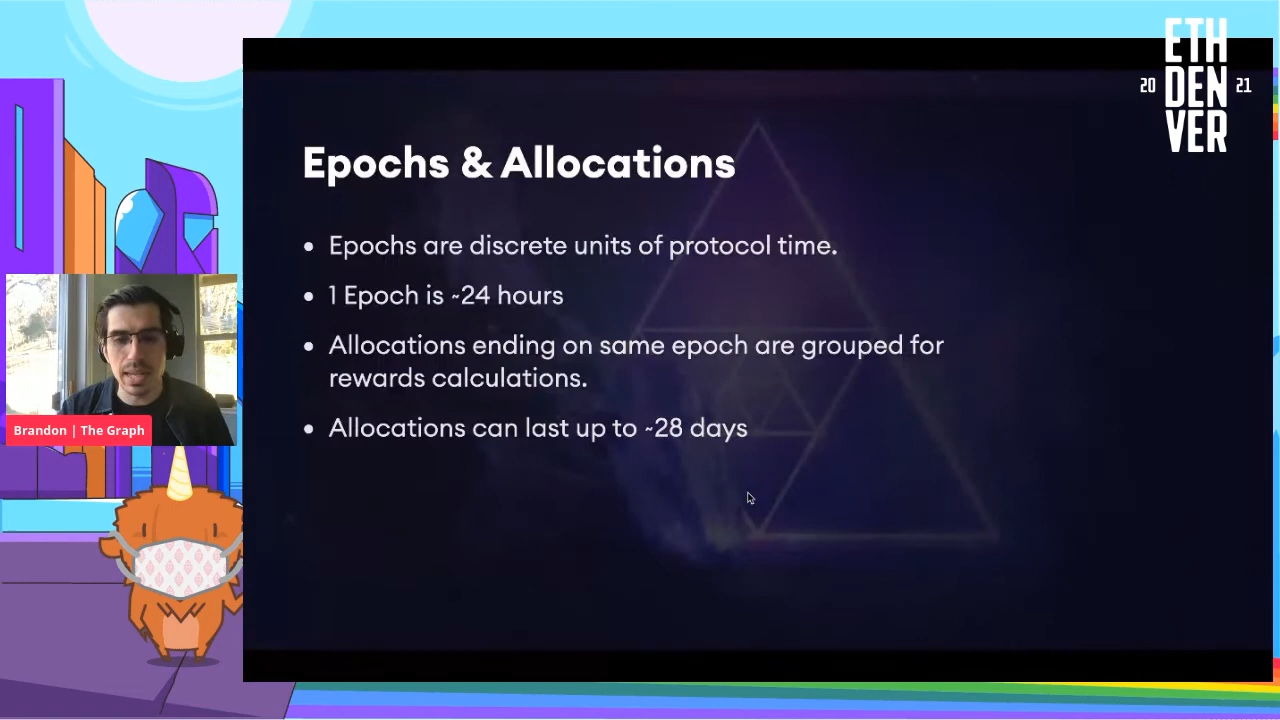 ETH
20 DEN 21
VER
Epochs & Allocations
• Epochs are discrete units of protocol time.
• 1 Epoch is ~24 hours
• Allocations ending on same epoch are grouped for
rewards calculations.
• Allocations can last up to ~28 days
Brandon | The Graph